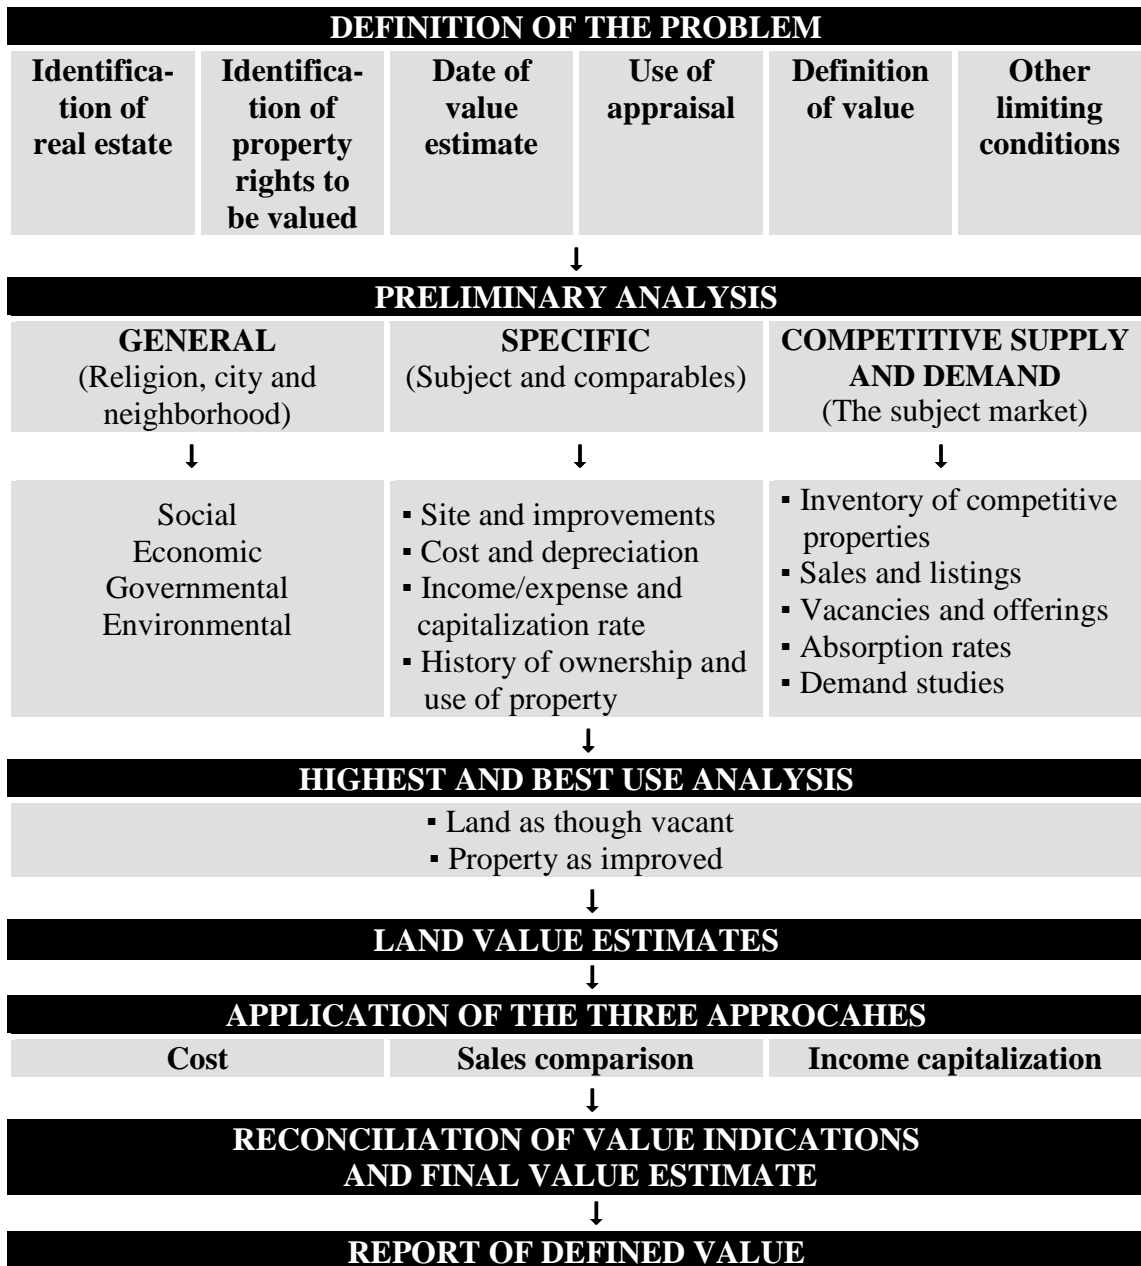 DEFINITION OF THE PROBLEM
Identifica-
tion of
real estate
Identifica-
tion of
property
rights to
be valued
Date of
value
estimate
Use of
appraisal
Definition
of value
Other
limiting
conditions
↓
PRELIMINARY ANALYSIS
GENERAL
(Religion, city and
neighborhood)
SPECIFIC
(Subject and comparables)
COMPETITIVE SUPPLY
AND DEMAND
(The subject market)
↓ ↓ ↓
Social
Economic
Governmental
Environmental
▪ Site and improvements
▪ Cost and depreciation
▪ Income/expense and
capitalization rate
▪ History of ownership and
use of property
▪ Inventory of competitive
properties
▪ Sales and listings
▪ Vacancies and offerings
▪ Absorption rates
▪ Demand studies
↓
HIGHEST AND BEST USE ANALYSIS
▪ Land as though vacant
▪ Property as improved
↓
LAND VALUE ESTIMATES
↓
APPLICATION OF THE THREE APPROCAHES
Cost
Sales comparison
Income capitalization
↓
RECONCILIATION OF VALUE INDICATIONS
AND FINAL VALUE ESTIMATE
↓
REPORT OF DEFINED VALUE